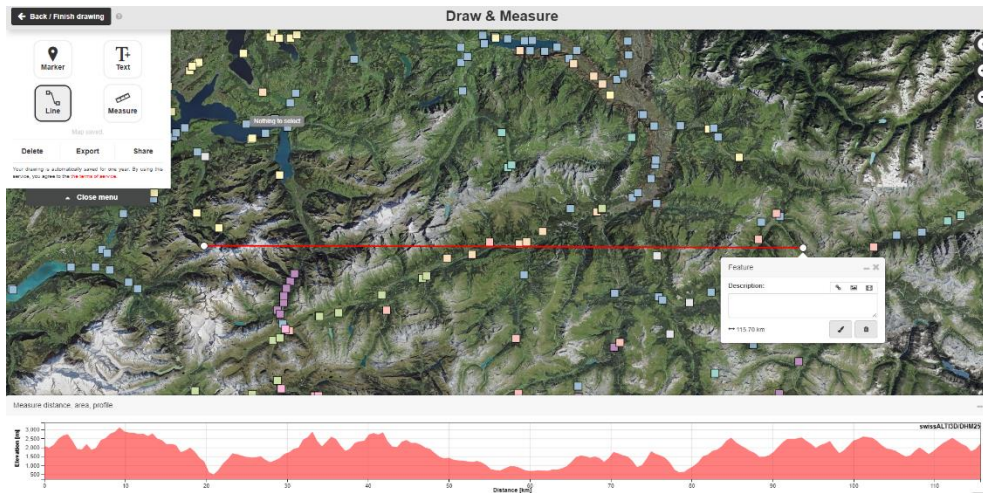 Back / Finish drawing
Draw & Measure
Marker
T+
Text
Line
Measure
Map saved.
Nothing to select
Delete Export Share
Your drawing is automatically saved for one year. By using this
service, you agree to the the terms of service.
Close menu
Feature
Description:
115.70 km
Measure distance, area, profile
swissALTI3D/DHM25
Elevation [m]
3,000
2,500
2,000
1,500
1,000
500
0 10 20 30 40 50 60 70 80 90 100 110
Distance [km]